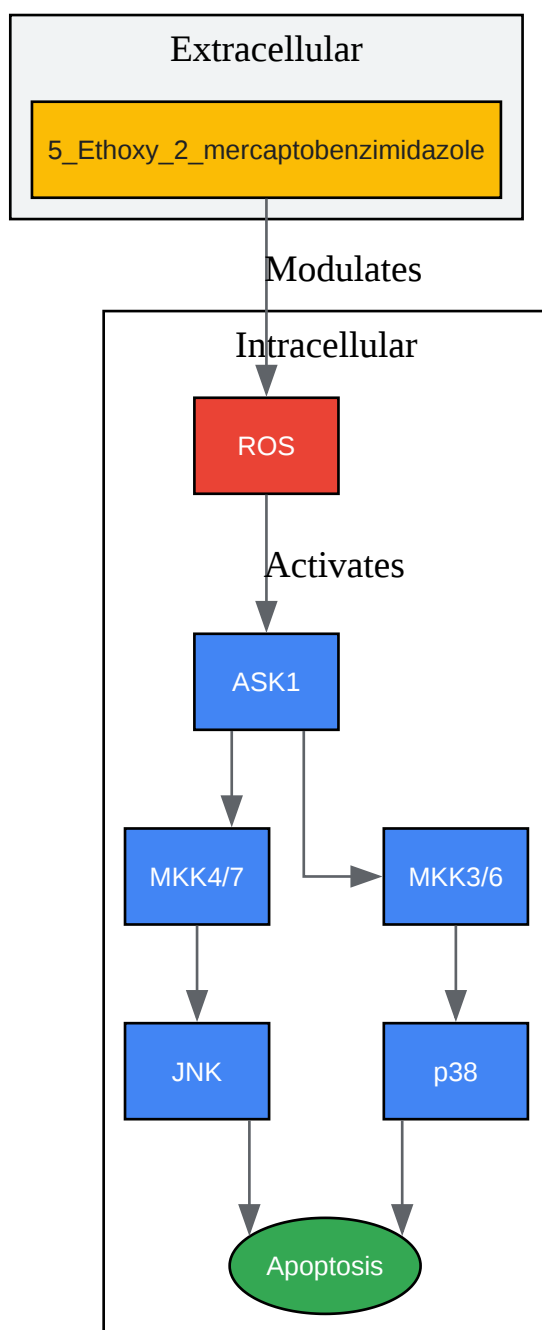 Extracellular
5_Ethoxy_2_mercaptobenzimidazole
Modulates
Intracellular
ROS
Activates
ASK1
MKK4/7
MKK3/6
JNK
p38
Apoptosis